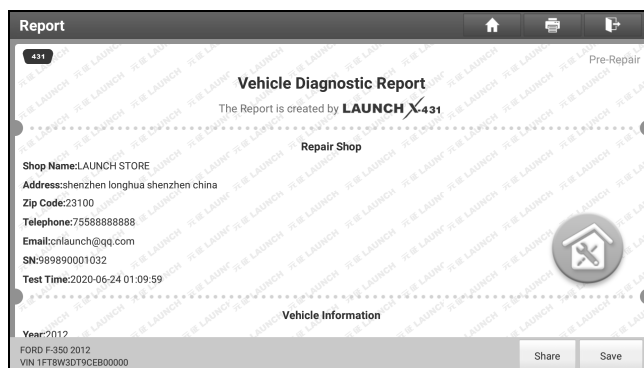 Report
431
Pre-Repair
Vehicle Diagnostic Report
The Report is created by LAUNCH X-431
Repair Shop
Shop Name:LAUNCH STORE
Address:shenzhen longhua shenzhen china
Zip Code:23100
Telephone:75588888888
Email:cnlaunch@qq.com
SN:989890001032
Test Time:2020-06-24 01:09:59
Vehicle Information
Year:2012
FORD F-350 2012
VIN 1FT8W3DT9CEB00000
Share
Save